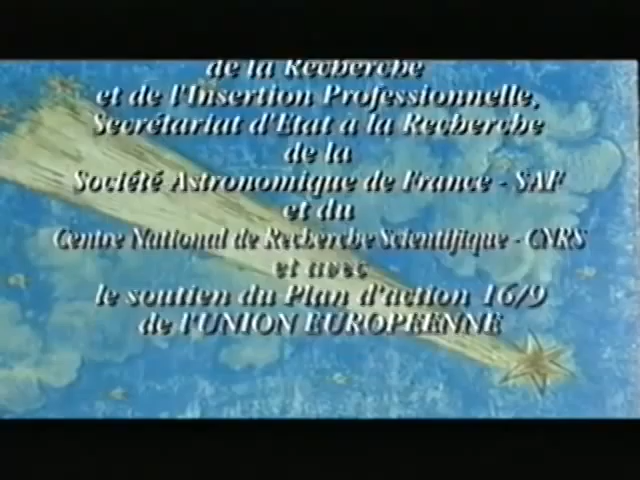 de la Recherche
et de l'Insertion Professionnelle,
Secrétariat d'Etat à la Recherche
de la
Société Astronomique de France - SAF
et du
Centre National de Recherche Scientifique - CNRS
et avec
le soutien du Plan d'action 16/9
de l'UNION EUROPEENNE